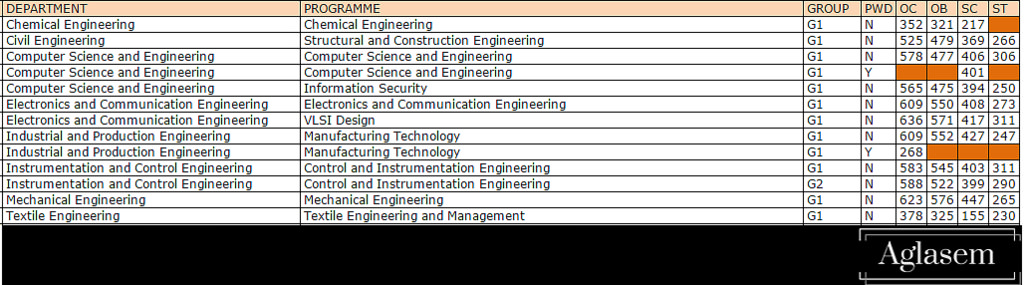 DEPARTMENT PROGRAMME GROUP PWD OC OB SC ST
Chemical Engineering Chemical Engineering G1 N 352 321 217
Civil Engineering Structural and Construction Engineering G1 N 525 479 369 266
Computer Science and Engineering Computer Science and Engineering G1 N 578 477 406 306
Computer Science and Engineering Computer Science and Engineering G1 Y 401
Computer Science and Engineering Information Security G1 N 565 475 394 250
Electronics and Communication Engineering Electronics and Communication Engineering G1 N 609 550 408 273
Electronics and Communication Engineering VLSI Design G1 N 636 571 417 311
Industrial and Production Engineering Manufacturing Technology G1 N 609 552 427 247
Industrial and Production Engineering Manufacturing Technology G1 Y 268
Instrumentation and Control Engineering Control and Instrumentation Engineering G1 N 583 545 403 311
Instrumentation and Control Engineering Control and Instrumentation Engineering G2 N 588 522 399 290
Mechanical Engineering Mechanical Engineering G1 N 623 576 447 265
Textile Engineering Textile Engineering and Management G1 N 378 325 155 230
Aglasem